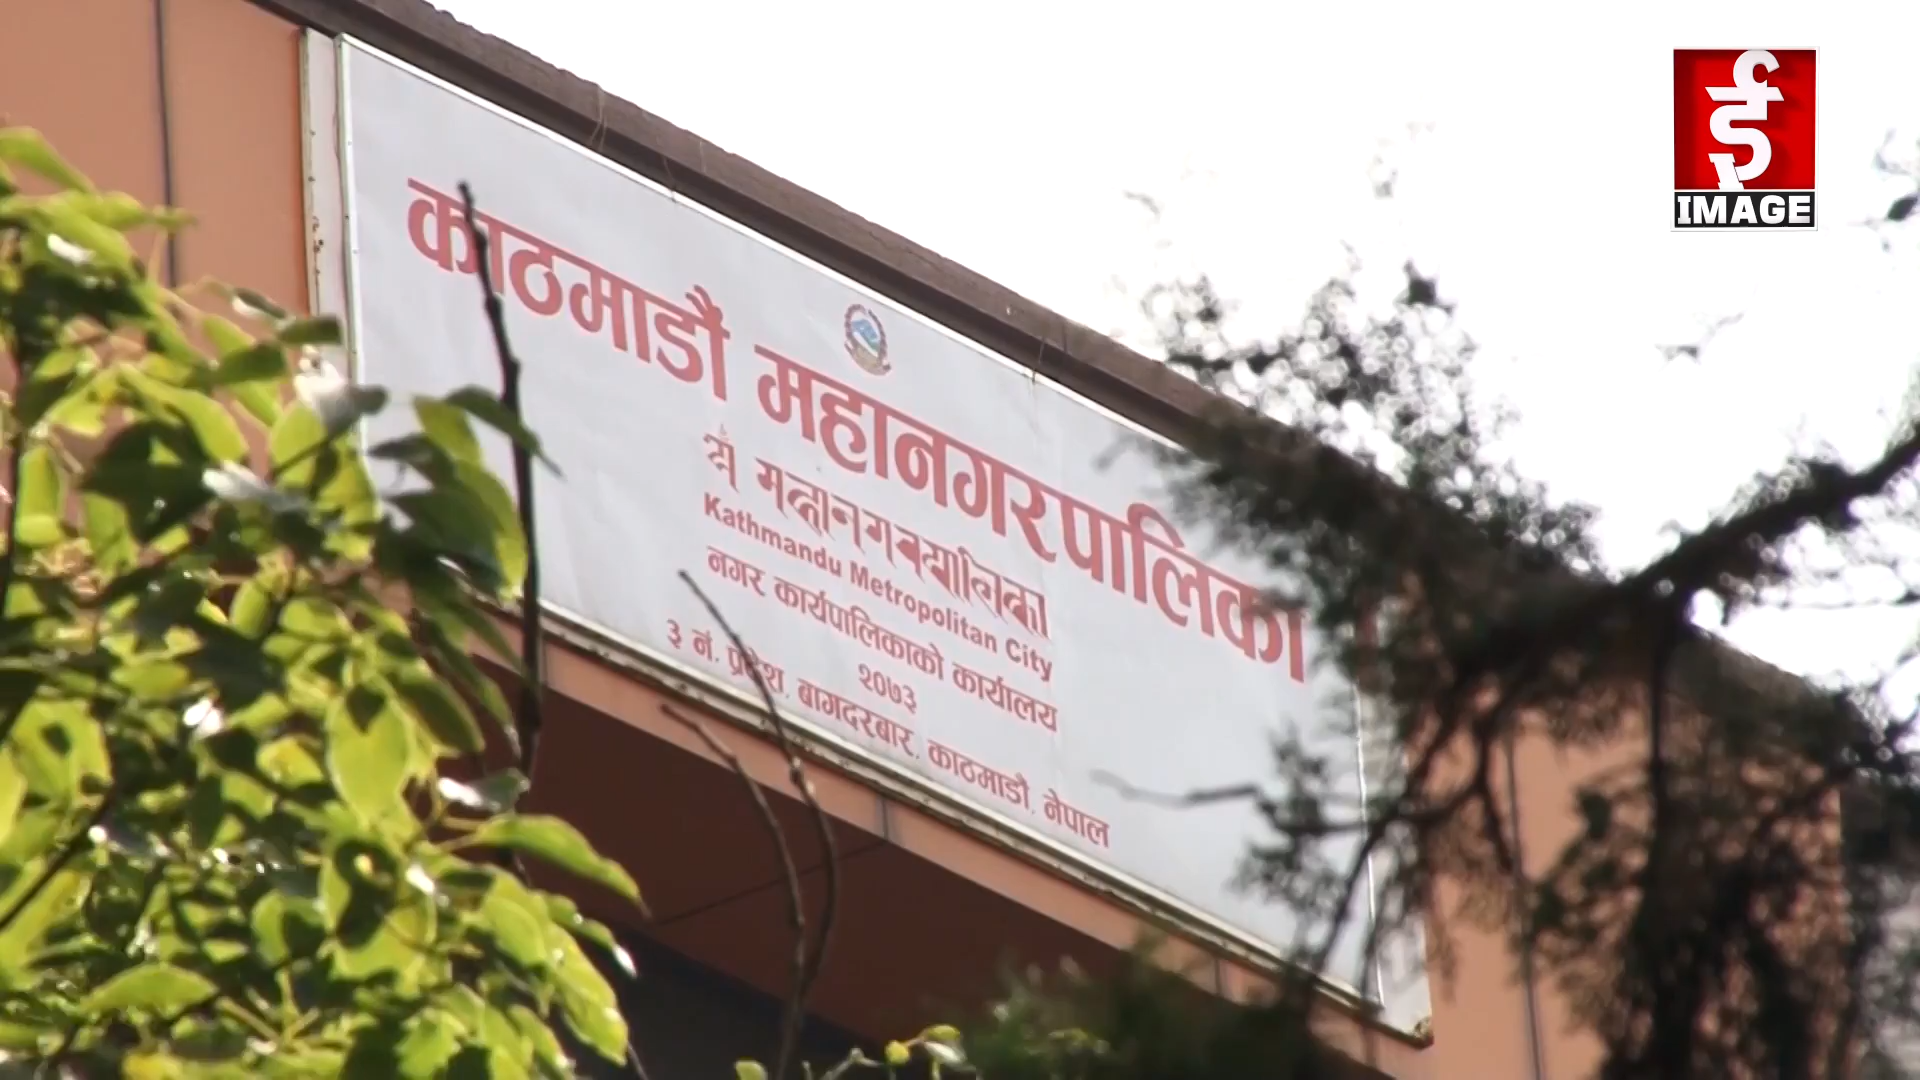 काठमाडौं महानगरपालिका
Kathmandu Metropolitan City
नगर कार्यपालिकाको कार्यालय
२०७३
३ नं. प्रदेश, बागदरबार, काठमाडौं, नेपाल
IMAGE